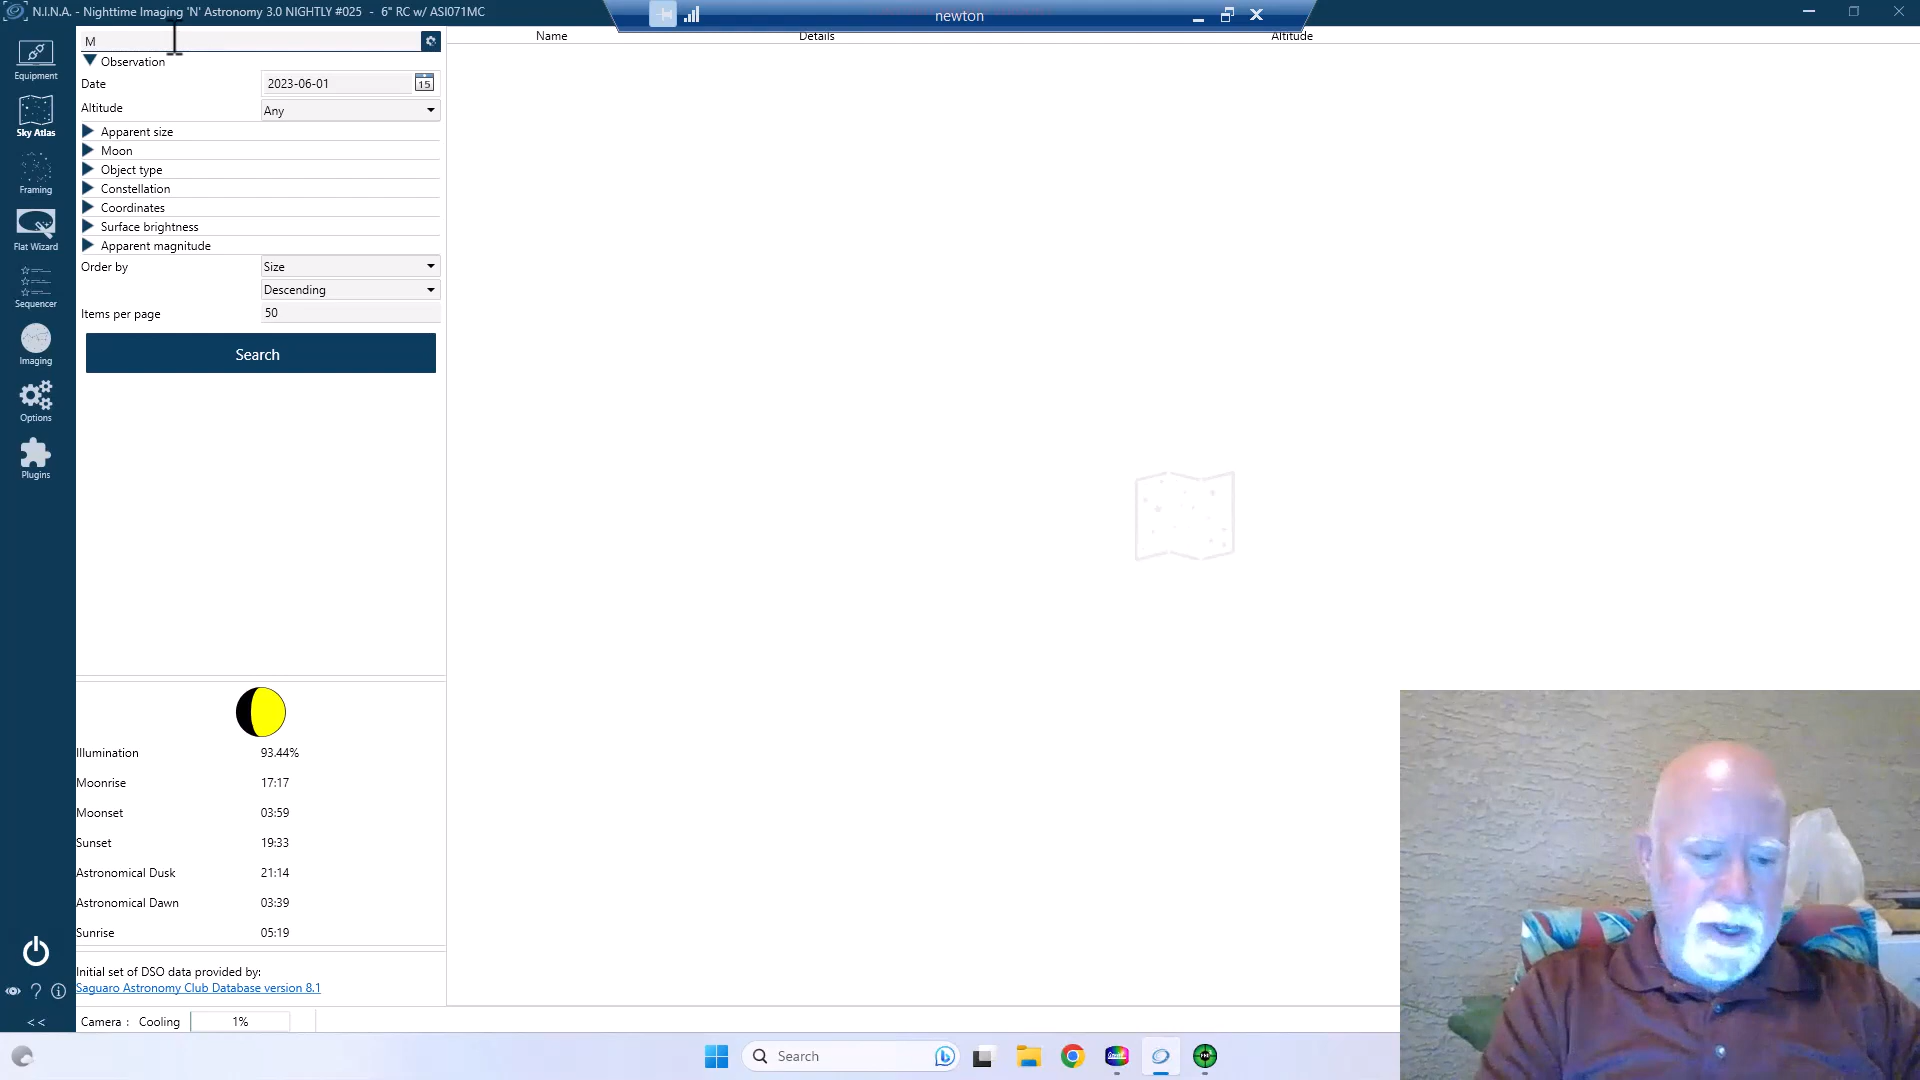 N.I.N.A. - Nighttime Imaging 'N' Astronomy 3.0 NIGHTLY #025 - 6" RC w/ ASI071MC
newton
M
Name Details Altitude
Observation
Date 2023-06-01 15
Altitude Any
Apparent size
Moon
Object type
Constellation
Coordinates
Surface brightness
Apparent magnitude
Order by Size
Descending
Items per page 50
Search
Equipment
Sky Atlas
Framing
Flat Wizard
Sequencer
Imaging
Options
Plugins
Illumination 93.44%
Moonrise 17:17
Moonset 03:59
Sunset 19:33
Astronomical Dusk 21:14
Astronomical Dawn 03:39
Sunrise 05:19
Initial set of DSO data provided by:
Saguaro Astronomy Club Database version 8.1
<<
Camera : Cooling 1%
Search